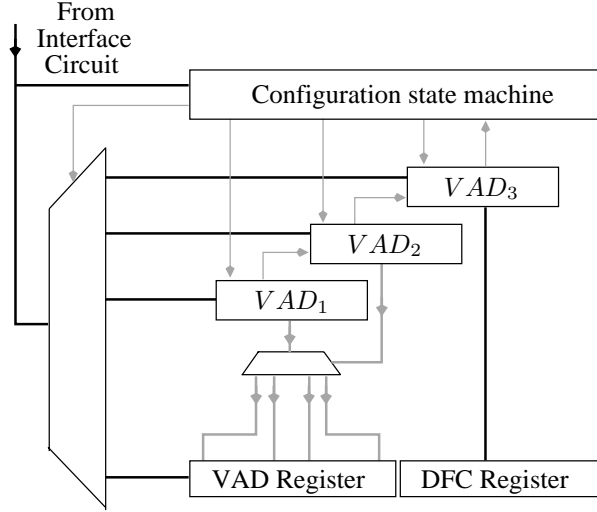 From
Interface
Circuit
Configuration state machine
VAD₃
VAD₂
VAD₁
VAD Register
DFC Register